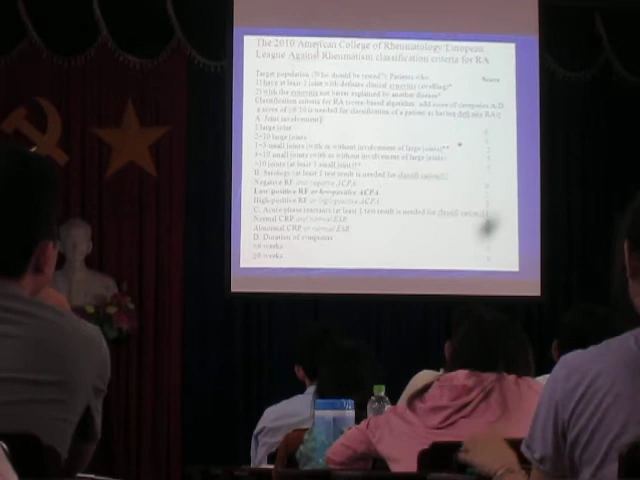 The 2010 American College of Rheumatology/European
League Against Rheumatism classification criteria for RA
Target population (Who should be tested?): Patients who
Score
1) have at least 1 joint with definite clinical synovitis (swelling)*
2) with the synovitis not better explained by another disease
Classification criteria for RA (score-based algorithm: add score of categories A-D
a score of is needed for classification of a patient as having definite RA)
A. Joint involvement
1 large joint
2-10 large joints
1-3 small joints (with or without involvement of large joints)**
4-10 small joints (with or without involvement of large joints)
>10 joints (at least 1 small joint)
B. Serology (at least 1 test result is needed for classification)
Negative RF and negative ACPA
Low-positive RF or low-positive ACPA
High-positive RF or high-positive ACPA
C. Acute-phase reactants (at least 1 test result is needed for classification)
Normal CRP and normal ESR
Abnormal CRP or ESR
D. Duration of symptoms
<6 weeks
≥6 weeks